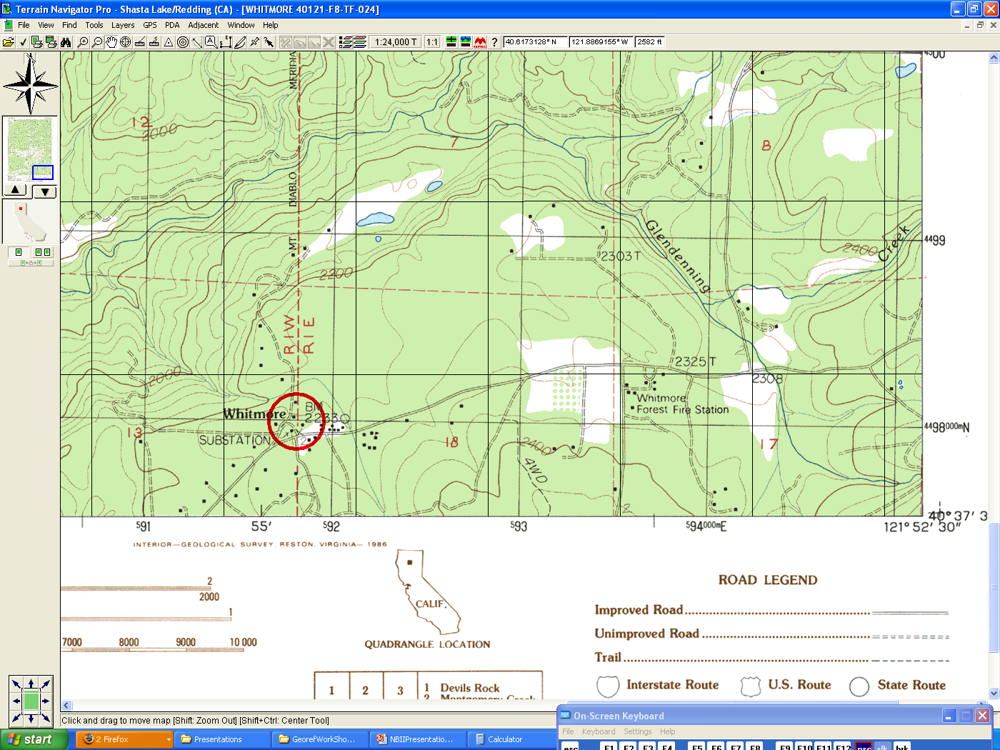 Terrain Navigator Pro - Shasta Lake/Redding (CA) - [WHITMORE 40121-F8-TF-024]
File View Find Tools Layers GPS PDA Adjacent Window Help
1:24,000 T 1:1 ? 40.6173128° N 121.8869155° W 2582 ft
MERIDIA
12
2000
7
8
DIABLO
MT
Glendenning
Creek
4499
2303 T
2400
2200
R1W
R1E
2325 T
2308
2000
Whitmore
Forest Fire Station
Whitmore
BM
2233
13
SUBSTATION
2
18
2400
17
4498000mN
4WD
2
40° 37' 3
591 55' 592 593 594000mE 121° 52' 30"
INTERIOR—GEOLOGICAL SURVEY, RESTON, VIRGINIA—1986
2
2000
1
7000 8000 9000 10 000
CALIF.
QUADRANGLE LOCATION
1 2 3
1 Devils Rock
2 Montgomery Creek
ROAD LEGEND
Improved Road
Unimproved Road
Trail
Interstate Route U.S. Route State Route
Click and drag to move map [Shift: Zoom Out] [Shift+Ctrl: Center Tool]
On-Screen Keyboard
File Keyboard Settings Help
esc F1 F2 F3 F4 F5 F6 F7 F8 F9 F10 F11 F12 psc slk brk
start 2 Firefox Presentations GeorefWorkSho... NBIIPresentatio... Calculator